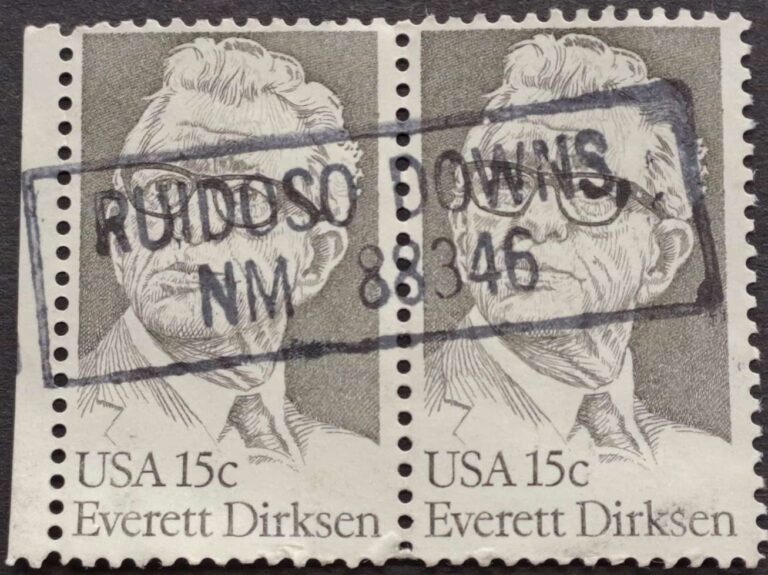 RUIDOSO DOWNS,
NM 88346
USA 15c
Everett Dirksen
USA 15c
Everett Dirksen